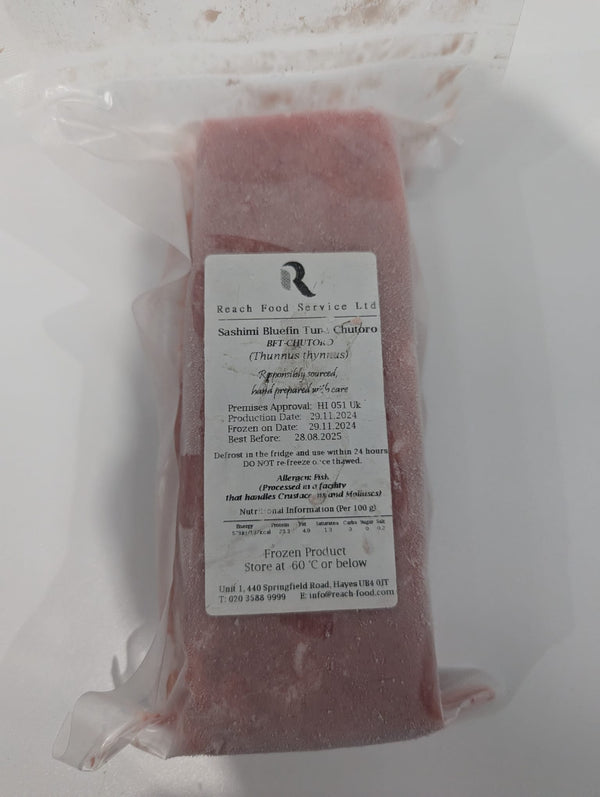 R
Reach Food Service Ltd
Sashimi Bluefin Tuna Chutoro
BFT-CHUTORO
(Thunnus thynnus)
Responsibly sourced,
hand prepared with care
Premises Approval: HI 051 Uk
Production Date: 29.11.2024
Frozen on Date: 29.11.2024
Best Before: 28.08.2025
Defrost in the fridge and use within 24 hours
DO NOT re-freeze once thawed.
Allergen: Fish
(Processed in a facility
that handles Crustaceans and Molluscs)
Nutritional Information (Per 100 g)
Energy Protein Fat Saturates Carbs Sugar Salt
23.3 4.9 1.3 0 0 0.2
Frozen Product
Store at -60 °C or below
Unit 1, 440 Springfield Road, Hayes UB4 0JT
T: 020 3588 9999 E: info@reach-food.com